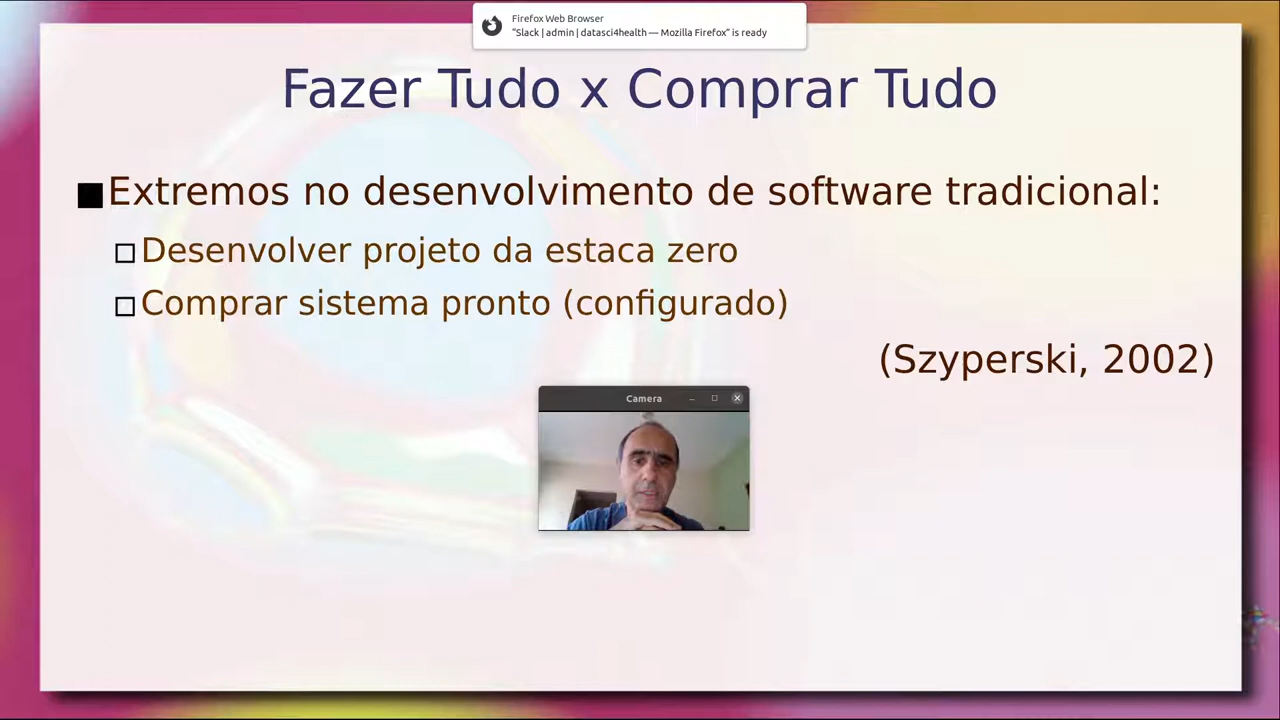 Firefox Web Browser
"Slack | admin | datasci4health — Mozilla Firefox" is ready
Fazer Tudo x Comprar Tudo
Extremos no desenvolvimento de software tradicional:
Desenvolver projeto da estaca zero
Comprar sistema pronto (configurado)
(Szyperski, 2002)
Camera